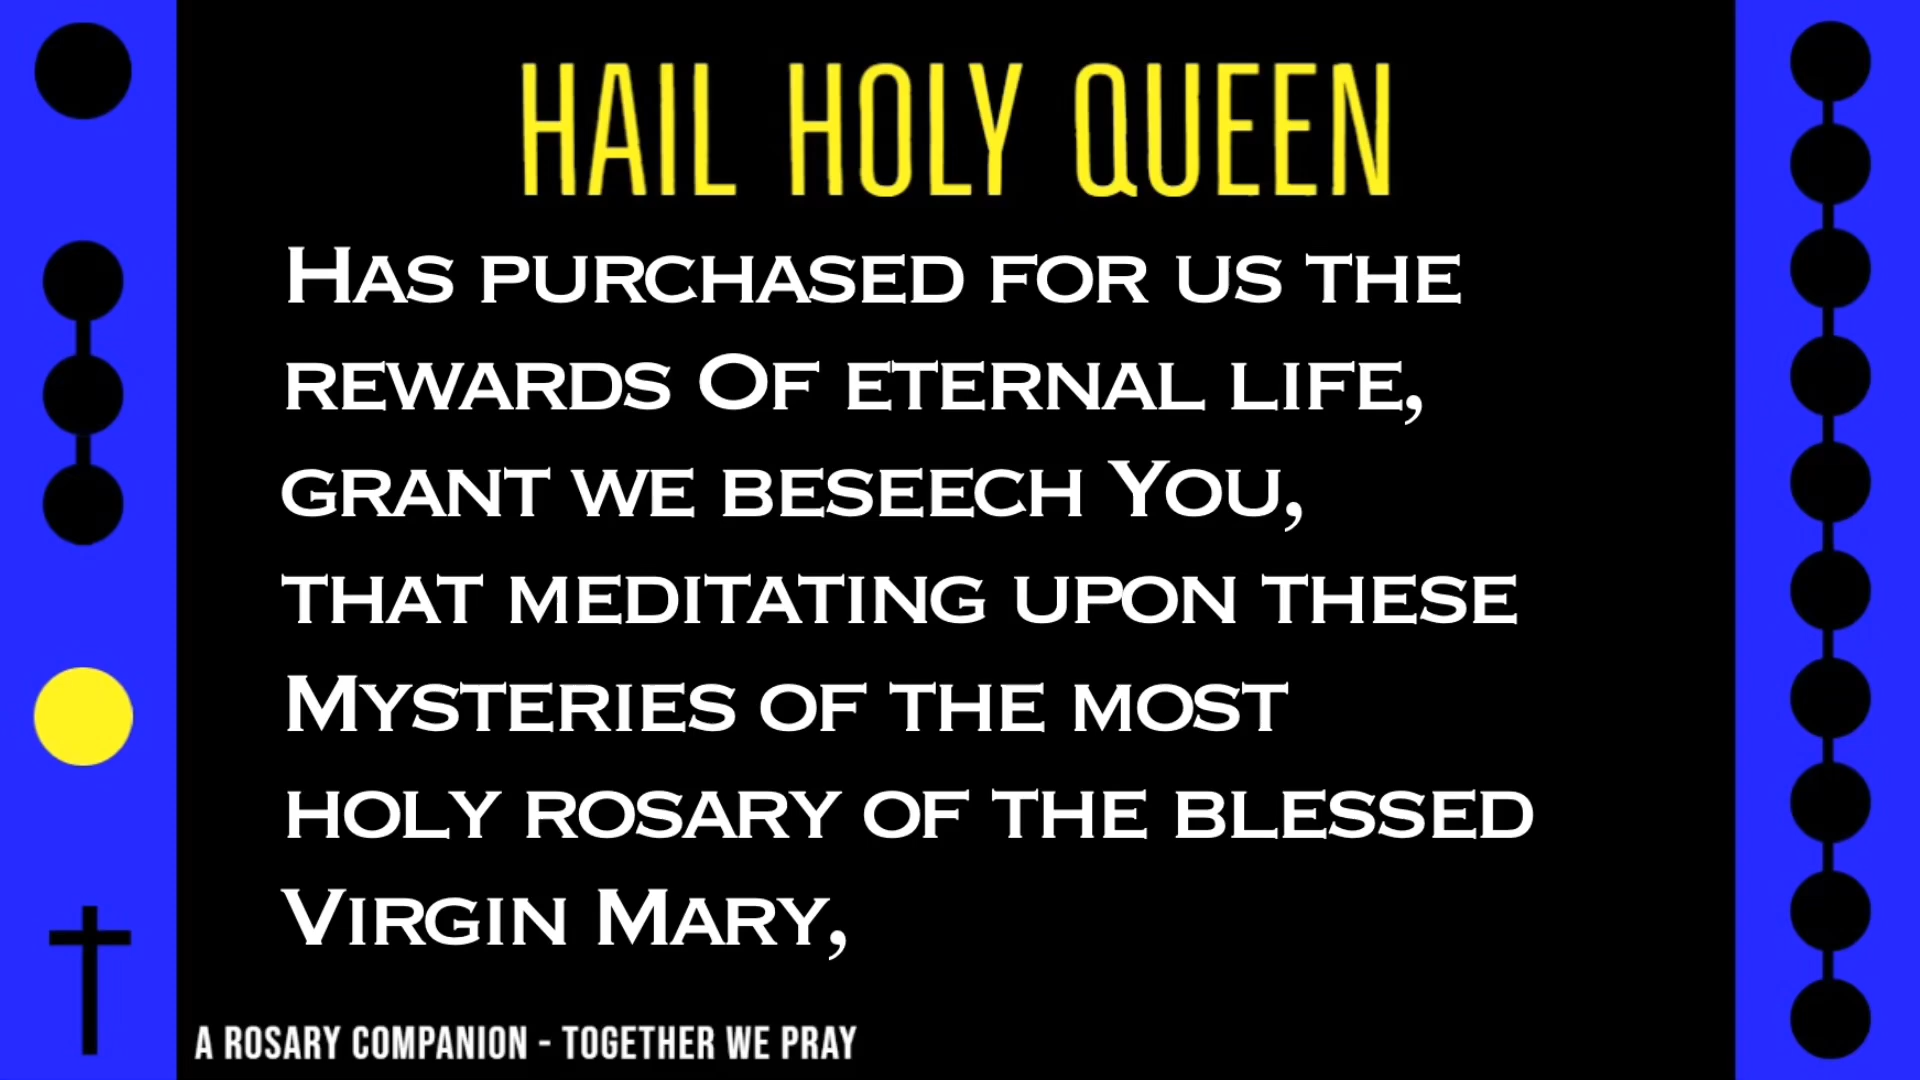 HAIL HOLY QUEEN
Has purchased for us the
rewards Of eternal life,
grant we beseech You,
that meditating upon these
Mysteries of the most
holy rosary of the blessed
Virgin Mary,
A ROSARY COMPANION - TOGETHER WE PRAY